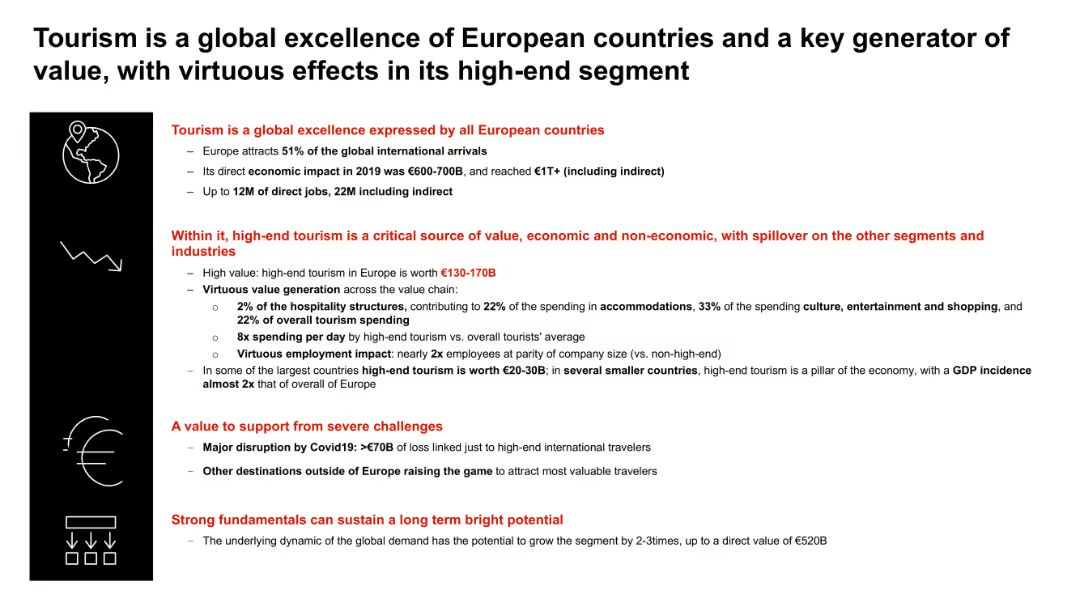 Tourism is a global excellence of European countries and a key generator of
value, with virtuous effects in its high-end segment
Tourism is a global excellence expressed by all European countries
– Europe attracts 51% of the global international arrivals
– Its direct economic impact in 2019 was €600-700B, and reached €1T+ (including indirect)
– Up to 12M of direct jobs, 22M including indirect
Within it, high-end tourism is a critical source of value, economic and non-economic, with spillover on the other segments and
industries
– High value: high-end tourism in Europe is worth €130-170B
– Virtuous value generation across the value chain:
o 2% of the hospitality structures, contributing to 22% of the spending in accommodations, 33% of the spending culture, entertainment and shopping, and
22% of overall tourism spending
o 8x spending per day by high-end tourism vs. overall tourists' average
o Virtuous employment impact: nearly 2x employees at parity of company size (vs. non-high-end)
– In some of the largest countries high-end tourism is worth €20-30B; in several smaller countries, high-end tourism is a pillar of the economy, with a GDP incidence
almost 2x that of overall of Europe
A value to support from severe challenges
– Major disruption by Covid19: >€70B of loss linked just to high-end international travelers
– Other destinations outside of Europe raising the game to attract most valuable travelers
Strong fundamentals can sustain a long term bright potential
– The underlying dynamic of the global demand has the potential to grow the segment by 2-3times, up to a direct value of €520B